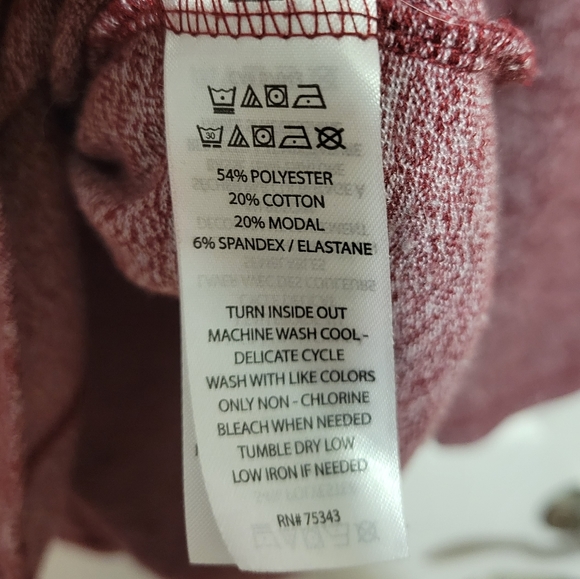 30
54% POLYESTER
20% COTTON
20% MODAL
6% SPANDEX / ELASTANE
TURN INSIDE OUT
MACHINE WASH COOL -
DELICATE CYCLE
WASH WITH LIKE COLORS
ONLY NON - CHLORINE
BLEACH WHEN NEEDED
TUMBLE DRY LOW
LOW IRON IF NEEDED
RN# 75343